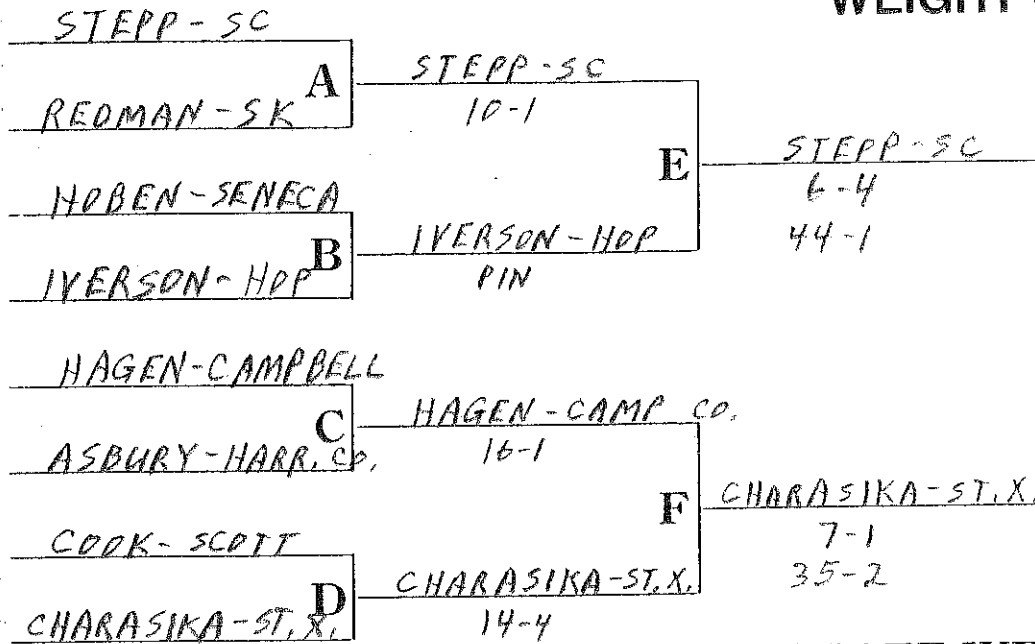 WEIGHT
STEPP - SC
A
STEPP - SC
REDMAN - SK
10-1
E
STEPP - SC
6-4
44-1
HOBEN - SENECA
B
IVERSON - HOP
IVERSON - HOP
PIN
HAGEN - CAMPBELL
C
HAGEN - CAMP CO.
ASBURY - HARR. CO.
16-1
F
CHARASIKA - ST. X.
7-1
35-2
COOK - SCOTT
D
CHARASIKA - ST. X.
CHARASIKA - ST. X.
14-4